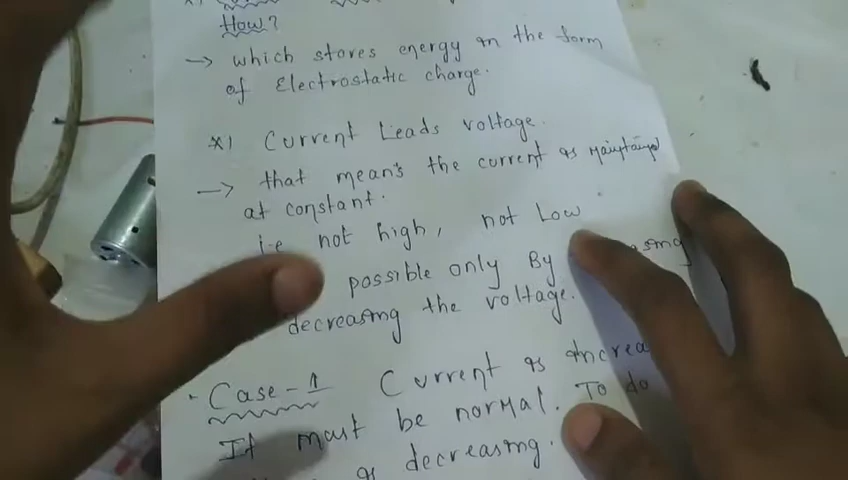 How?
→ which stores energy in the form
of Electrostatic charge.
*) Current Leads voltage.
→ that mean's the current is Maintained
at constant.
i.e not high, not Low
possible only By
decreasing the voltage.
Case-1 Current is increa
It must be normal. To do
is decreasing.